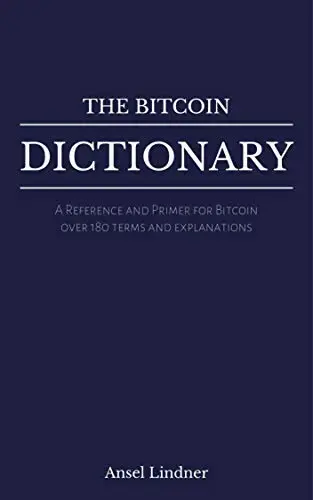 THE BITCOIN
DICTIONARY
A Reference and Primer for Bitcoin
over 180 terms and explanations
Ansel Lindner